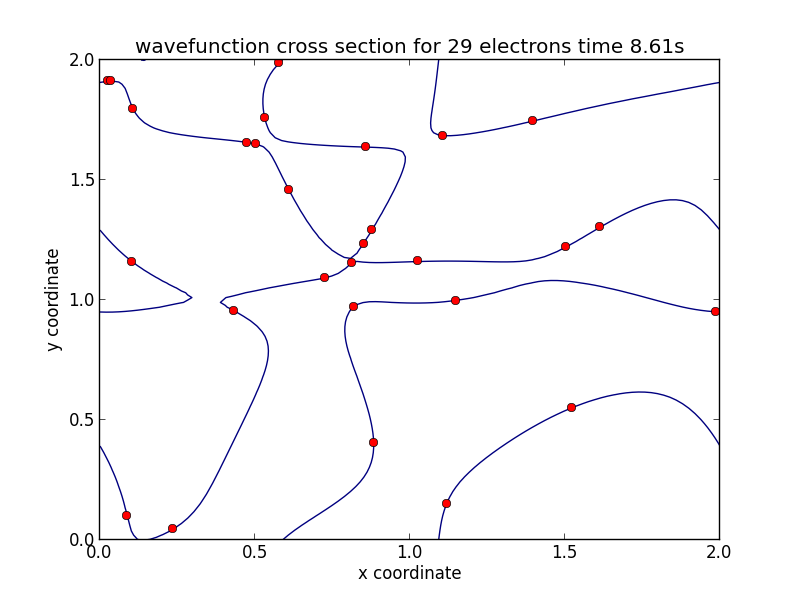 wavefunction cross section for 29 electrons time 8.61s
2.0
1.5
1.0
0.5
0.0
y coordinate
0.0 0.5 1.0 1.5 2.0
x coordinate